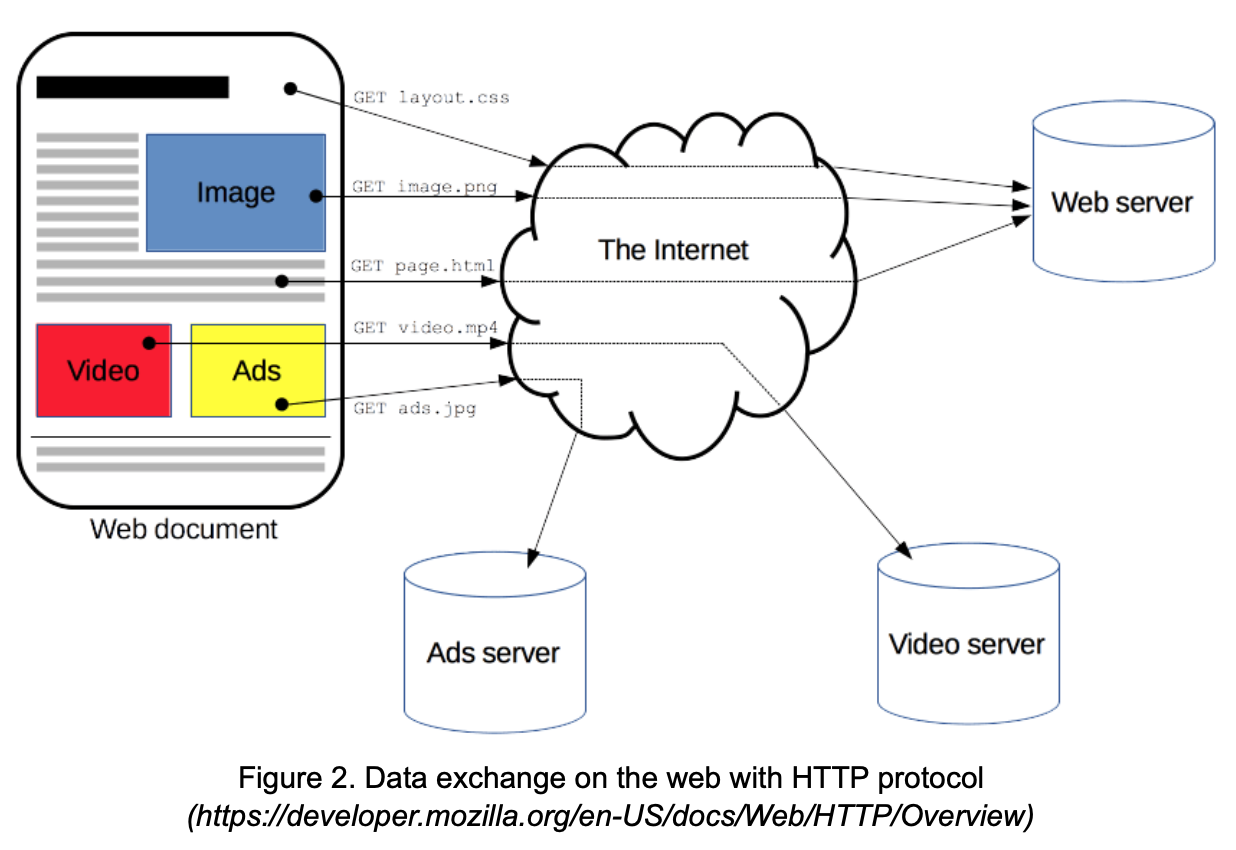 GET layout.css
Image
GET image.png
Web server
The Internet
GET page.html
GET video.mp4
Video
Ads
GET ads.jpg
Web document
Ads server
Video server
Figure 2. Data exchange on the web with HTTP protocol
(https://developer.mozilla.org/en-US/docs/Web/HTTP/Overview)